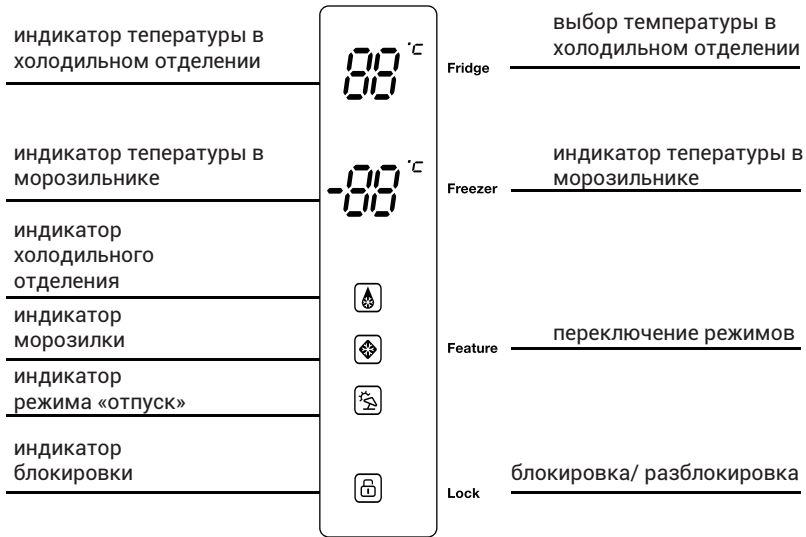 индикатор тепературы в
холодильном отделении
индикатор тепературы в
морозильнике
индикатор
холодильного
отделения
индикатор
морозилки
индикатор
режима «отпуск»
индикатор
блокировки
88 °C
-88 °C
Fridge
Freezer
Feature
Lock
выбор температуры в
холодильном отделении
индикатор тепературы в
морозильнике
переключение режимов
блокировка/ разблокировка